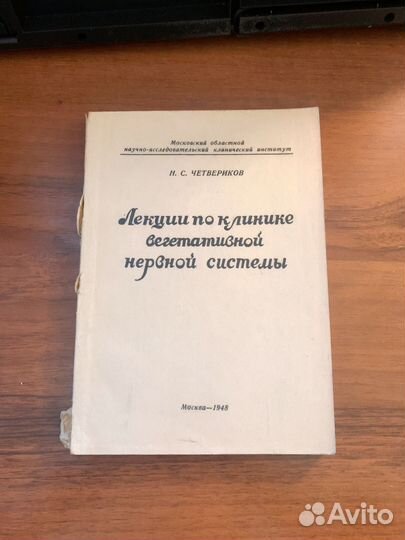 Московский областной
научно-исследовательский клинический институт
Н. С. ЧЕТВЕРИКОВ
Лекции по клинике
вегетативной
нервной системы
Москва—1948
Avito